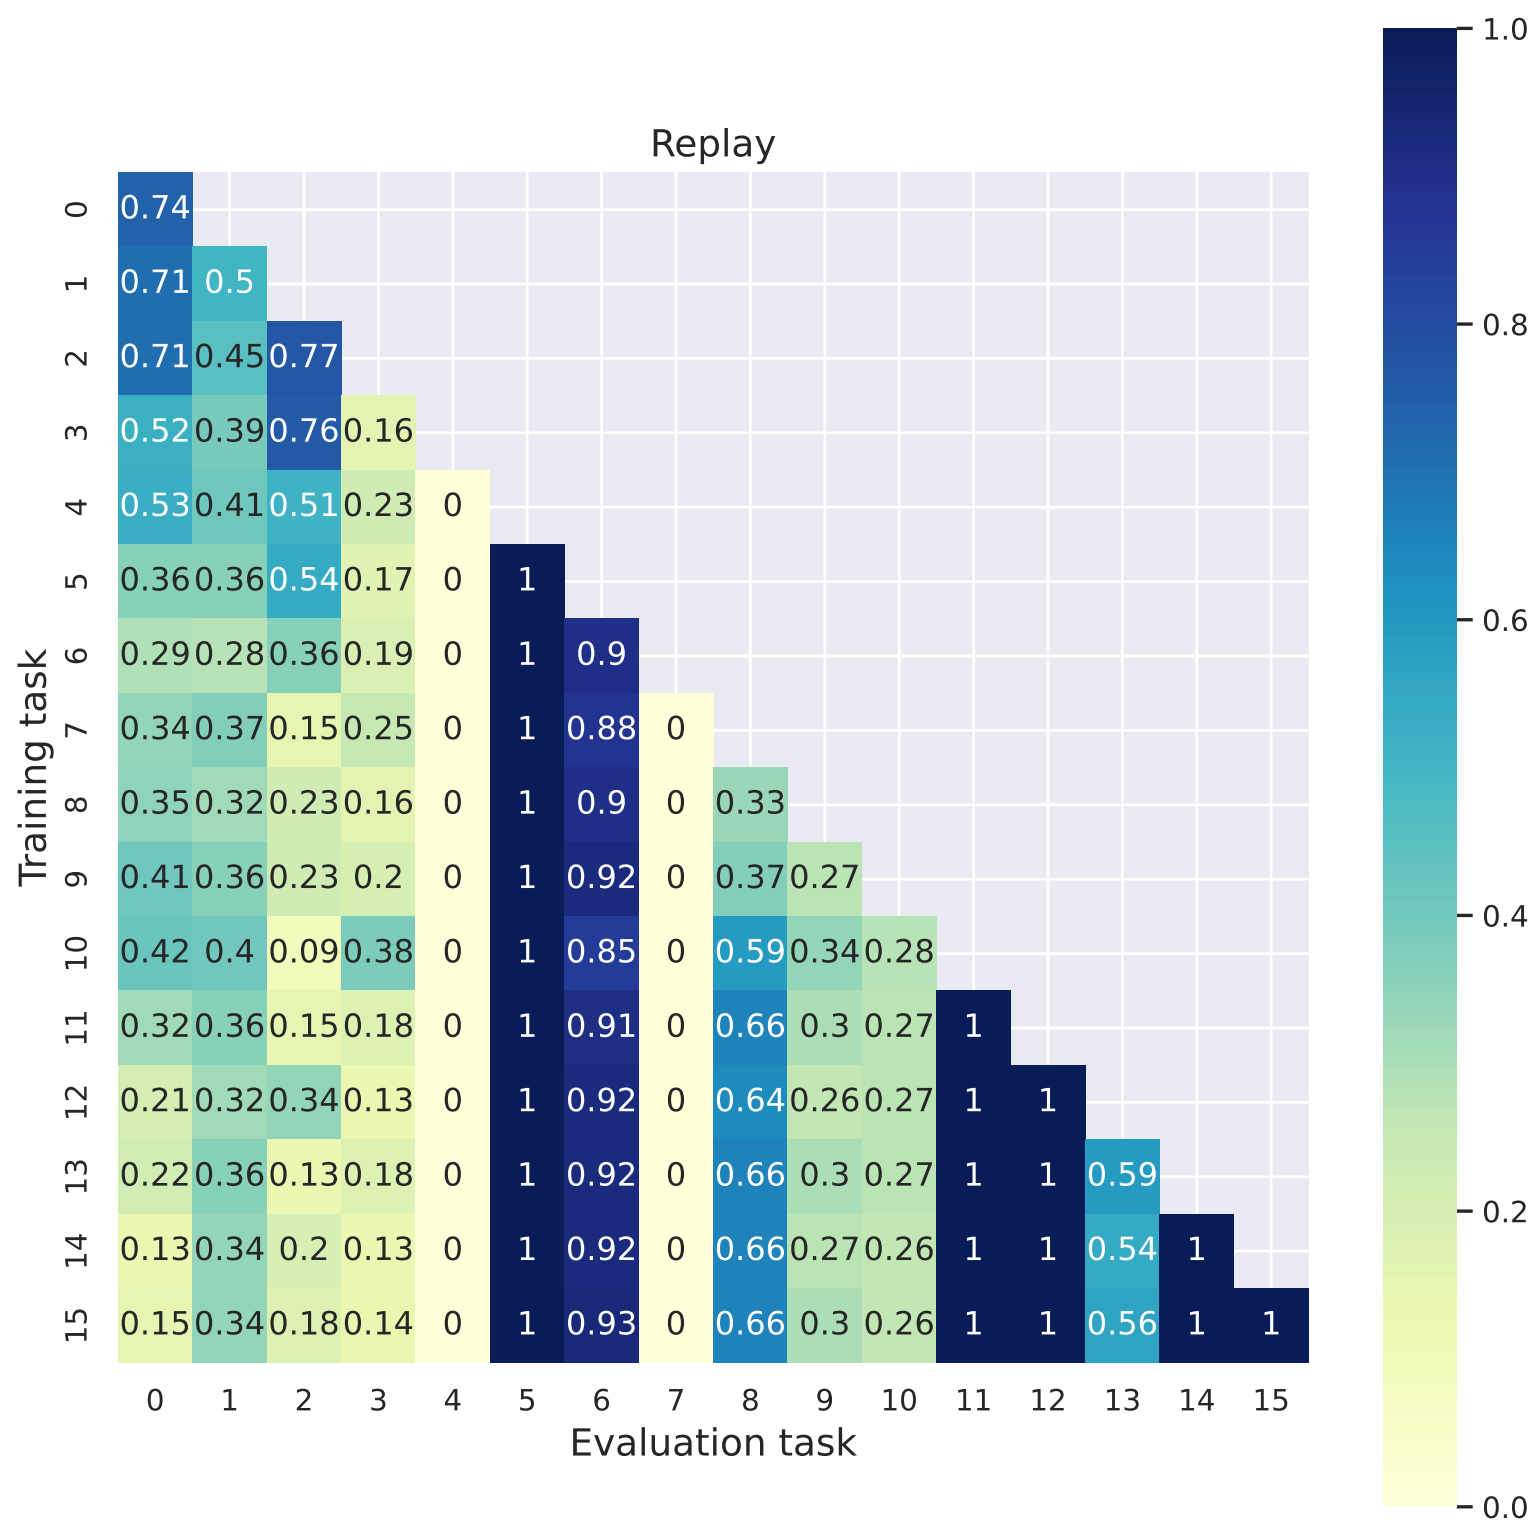 Replay
0 0.74
1 0.71 0.5
2 0.71 0.45 0.77
3 0.52 0.39 0.76 0.16
4 0.53 0.41 0.51 0.23 0
5 0.36 0.36 0.54 0.17 0 1
6 0.29 0.28 0.36 0.19 0 1 0.9
7 0.34 0.37 0.15 0.25 0 1 0.88 0
8 0.35 0.32 0.23 0.16 0 1 0.9 0 0.33
9 0.41 0.36 0.23 0.2 0 1 0.92 0 0.37 0.27
10 0.42 0.4 0.09 0.38 0 1 0.85 0 0.59 0.34 0.28
11 0.32 0.36 0.15 0.18 0 1 0.91 0 0.66 0.3 0.27 1
12 0.21 0.32 0.34 0.13 0 1 0.92 0 0.64 0.26 0.27 1 1
13 0.22 0.36 0.13 0.18 0 1 0.92 0 0.66 0.3 0.27 1 1 0.59
14 0.13 0.34 0.2 0.13 0 1 0.92 0 0.66 0.27 0.26 1 1 0.54 1
15 0.15 0.34 0.18 0.14 0 1 0.93 0 0.66 0.3 0.26 1 1 0.56 1 1
0 1 2 3 4 5 6 7 8 9 10 11 12 13 14 15
Evaluation task
Training task
1.0
0.8
0.6
0.4
0.2
0.0